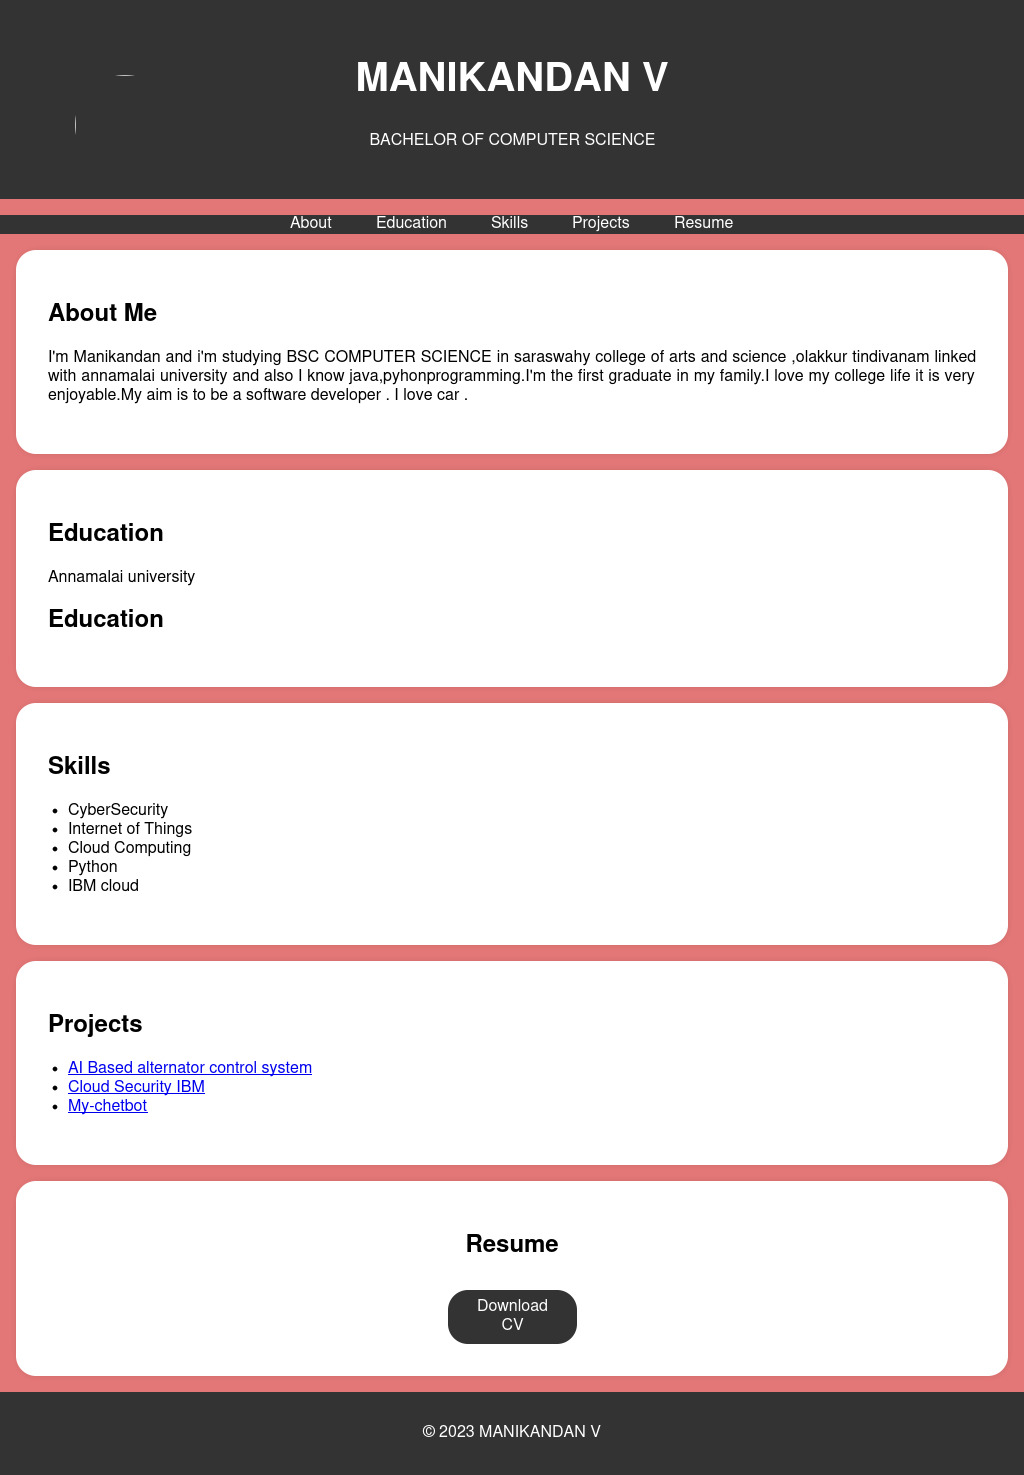 MANIKANDAN V
BACHELOR OF COMPUTER SCIENCE
About Education Skills Projects Resume
About Me
I'm Manikandan and i'm studying BSC COMPUTER SCIENCE in saraswahy college of arts and science ,olakkur tindivanam linked
with annamalai university and also I know java,pyhonprogramming.I'm the first graduate in my family.I love my college life it is very
enjoyable.My aim is to be a software developer . I love car .
Education
Annamalai university
Education
Skills
• CyberSecurity
• Internet of Things
• Cloud Computing
• Python
• IBM cloud
Projects
• AI Based alternator control system
• Cloud Security IBM
• My-chetbot
Resume
Download
CV
© 2023 MANIKANDAN V